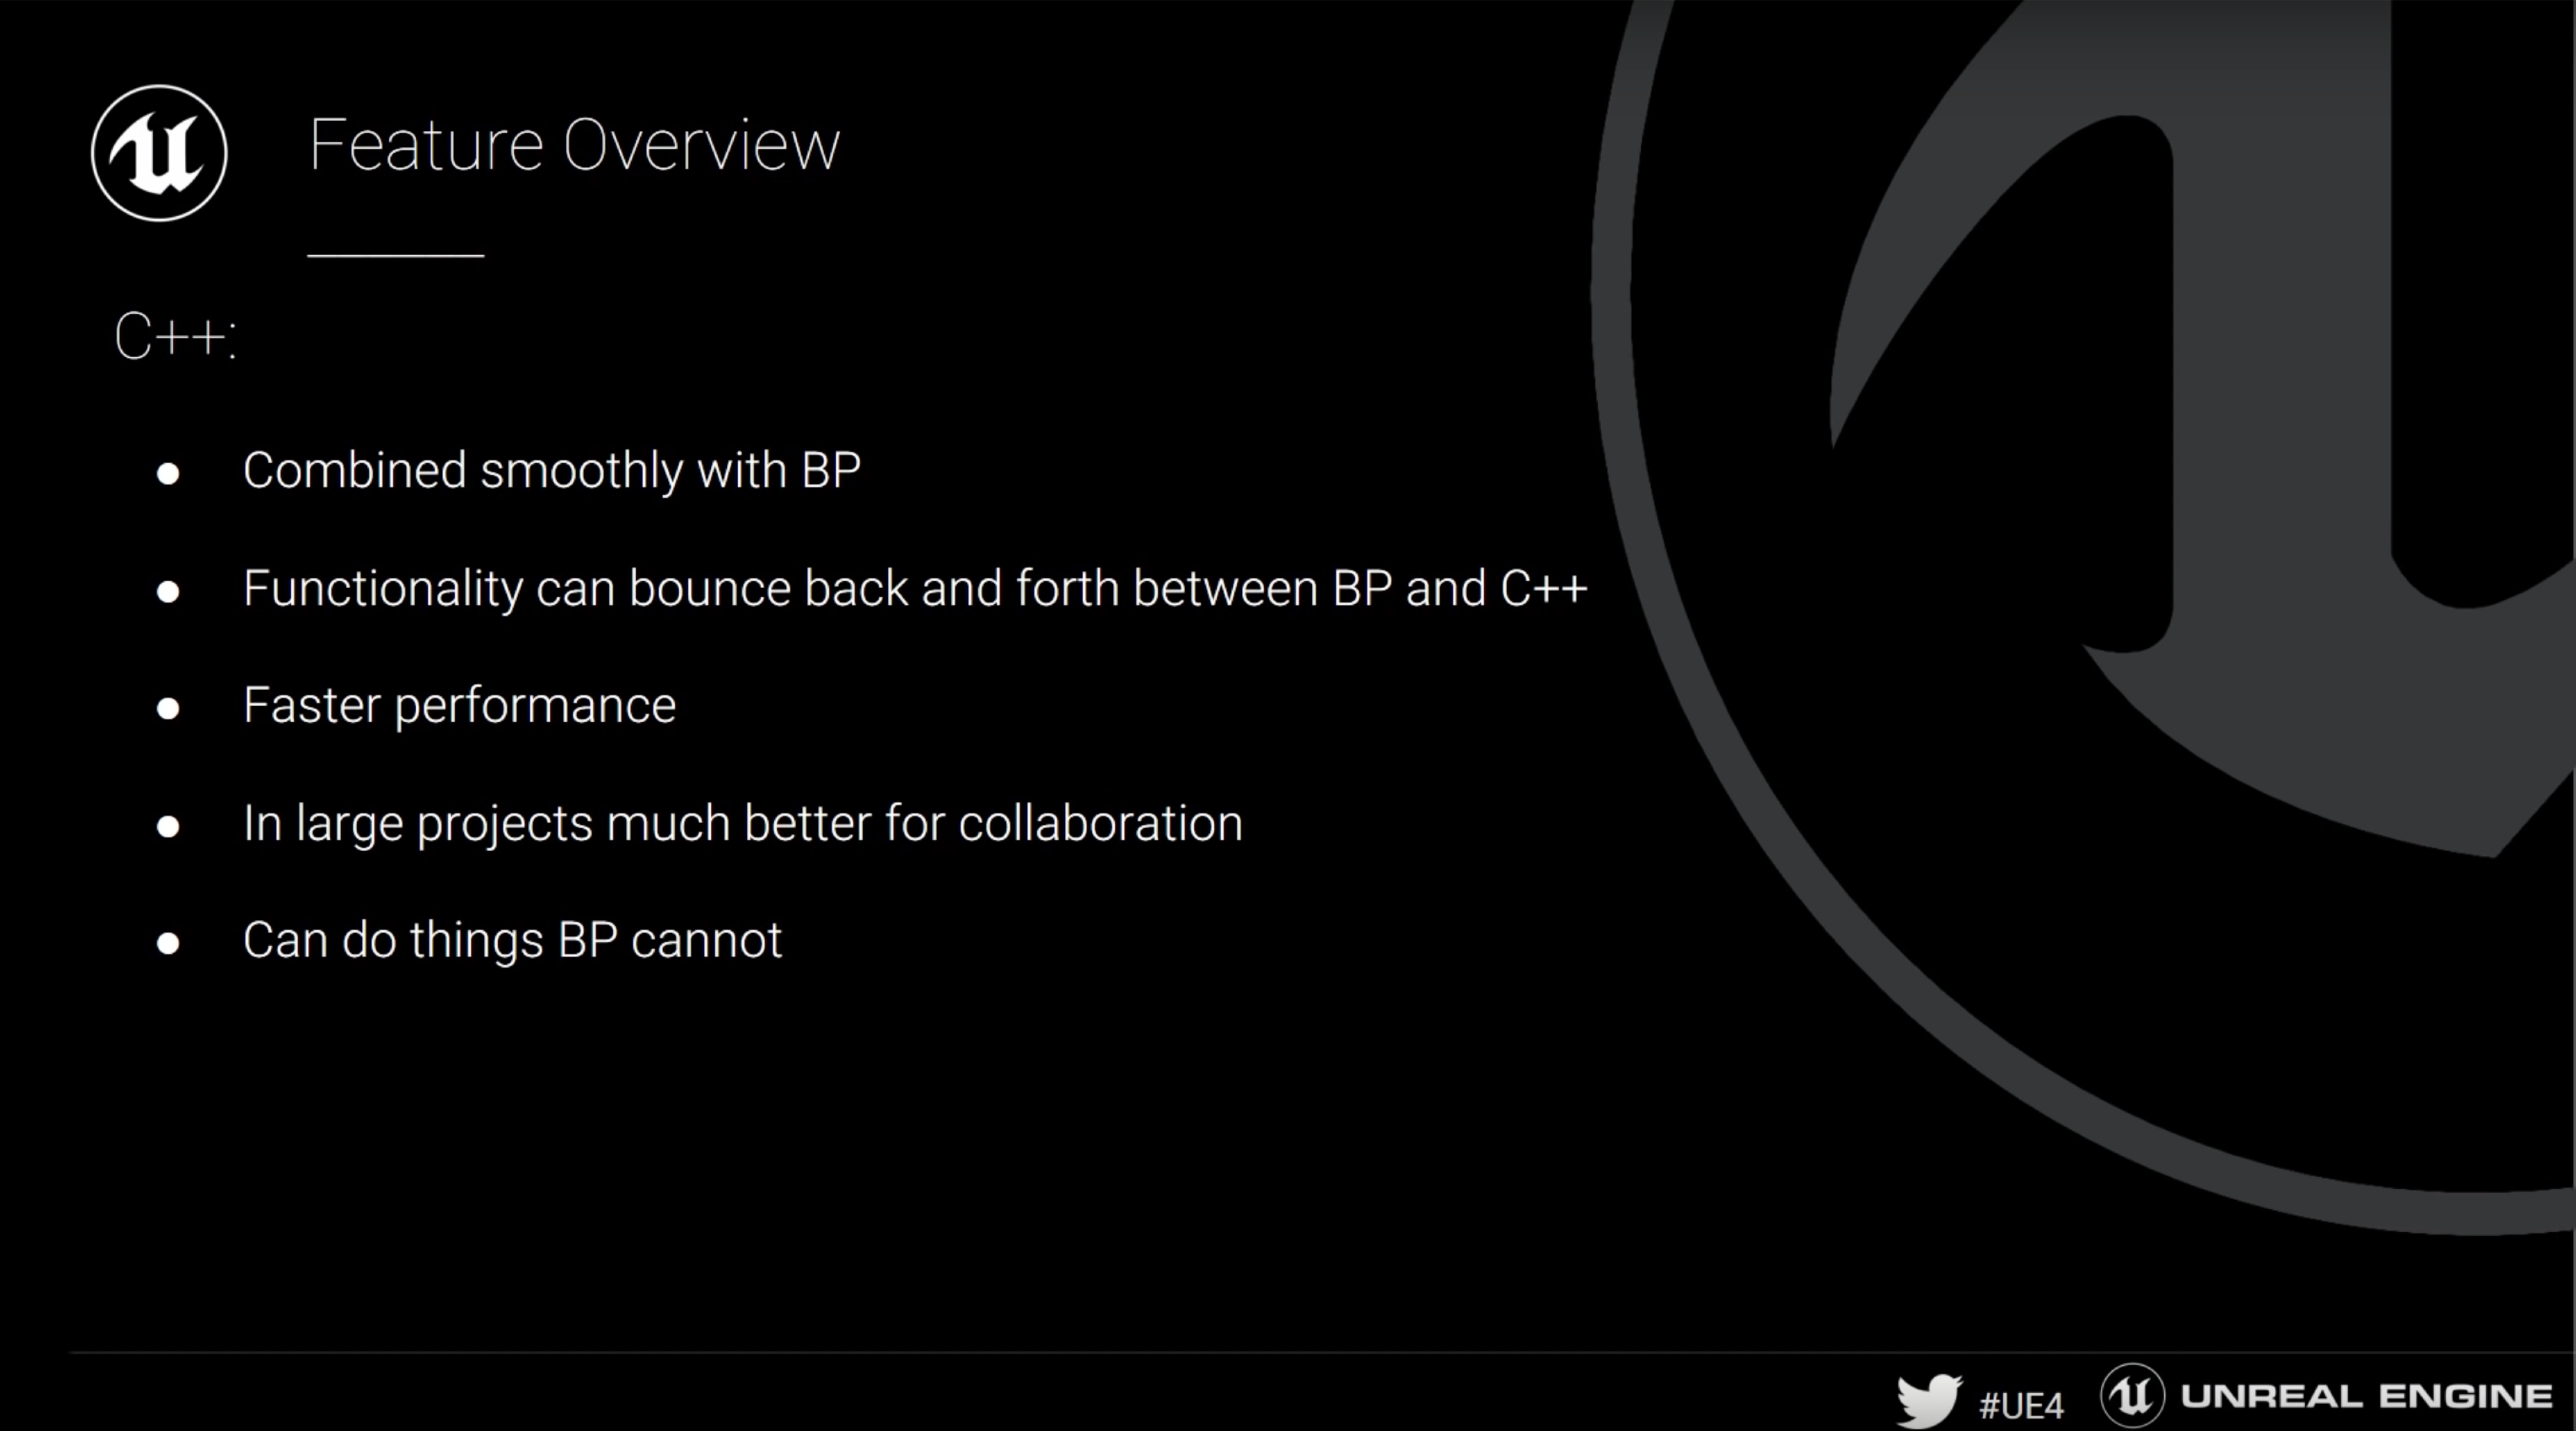 Feature Overview
C++:
● Combined smoothly with BP
● Functionality can bounce back and forth between BP and C++
● Faster performance
● In large projects much better for collaboration
● Can do things BP cannot
#UE4
UNREAL ENGINE